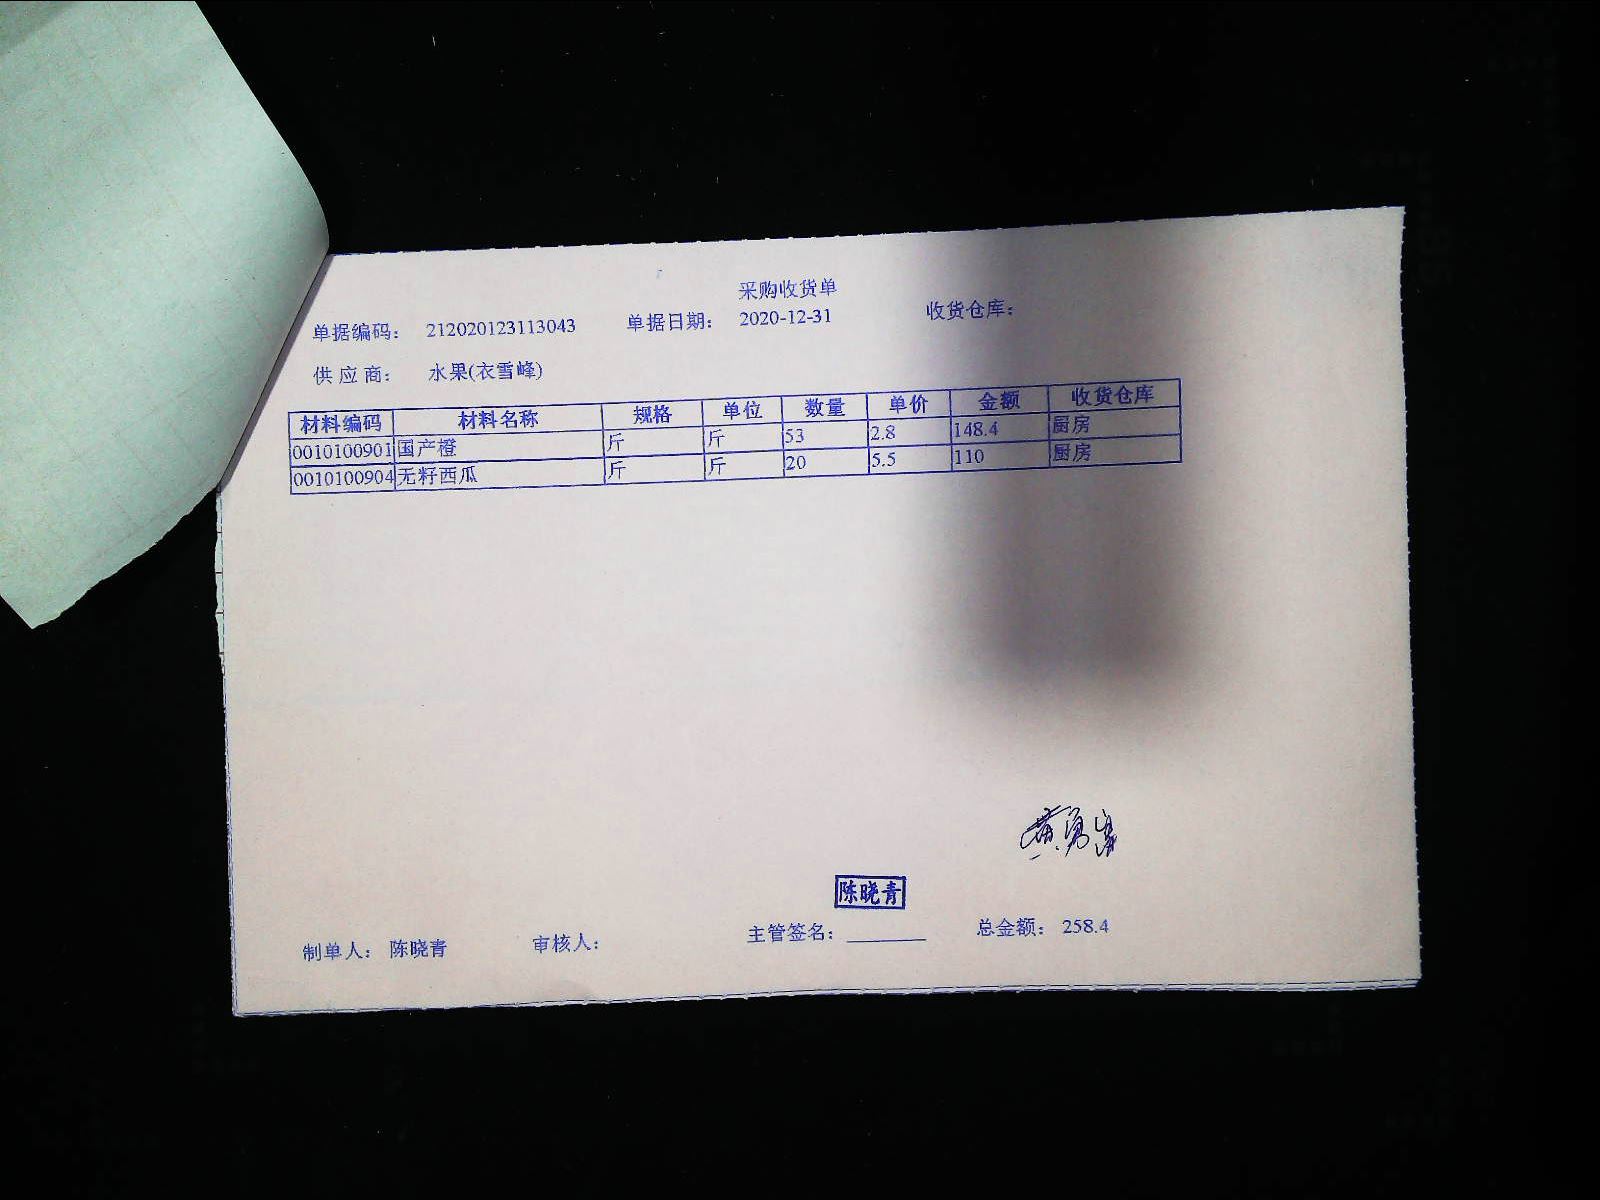 采购收货单
单据编码： 212020123113043 单据日期： 2020-12-31 收货仓库：
供应商： 水果(衣雪峰)
材料编码 材料名称 规格 单位 数量 单价 金额 收货仓库
0010100901 国产橙 斤 斤 53 2.8 148.4 厨房
0010100904 无籽西瓜 斤 斤 20 5.5 110 厨房
陈晓青
制单人： 陈晓青 审核人： 主管签名： 总金额： 258.4